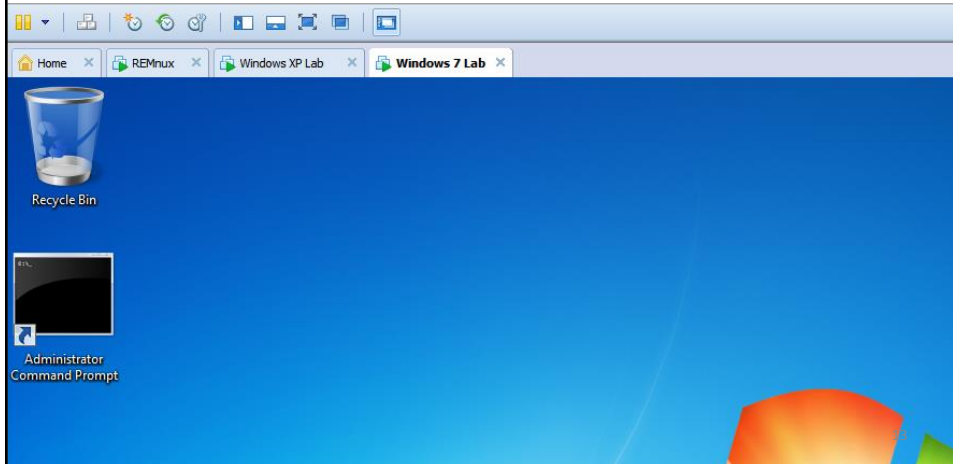 Home
REMnux
Windows XP Lab
Windows 7 Lab
Recycle Bin
Administrator
Command Prompt